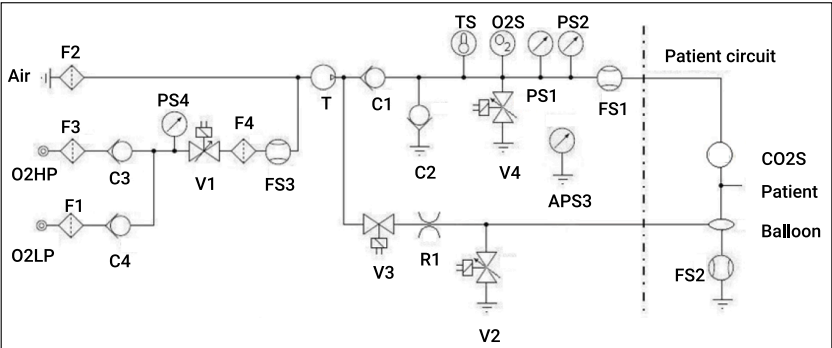 TS O2S PS2
F2
Patient circuit
Air
PS4
T
C1
PS1
FS1
F3
F4
O2HP
C3
V1
FS3
C2
V4
APS3
CO2S
Patient
F1
O2LP
C4
V3
R1
Balloon
FS2
V2
O2